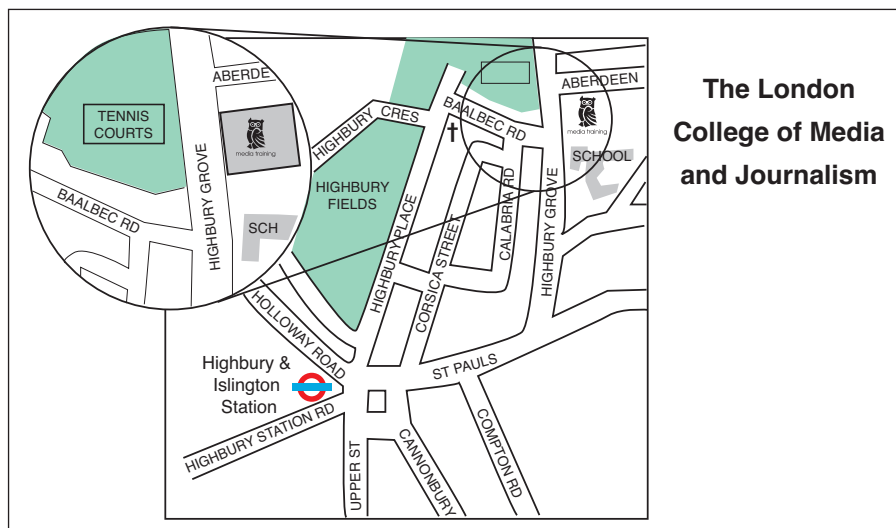 The London
College of Media
and Journalism
ABERDE
TENNIS
COURTS
media training
HIGHBURY GROVE
BAALBEC RD
SCH
ABERDEEN
media training
SCHOOL
BAALBEC RD
HIGHBURY CRES
HIGHBURY
FIELDS
HIGHBURY PLACE
CORSICA STREET
CALABRIA RD
HIGHBURY GROVE
HOLLOWAY ROAD
Highbury &
Islington
Station
ST PAULS
HIGHBURY STATION RD
UPPER ST
CANNONBURY
COMPTON RD